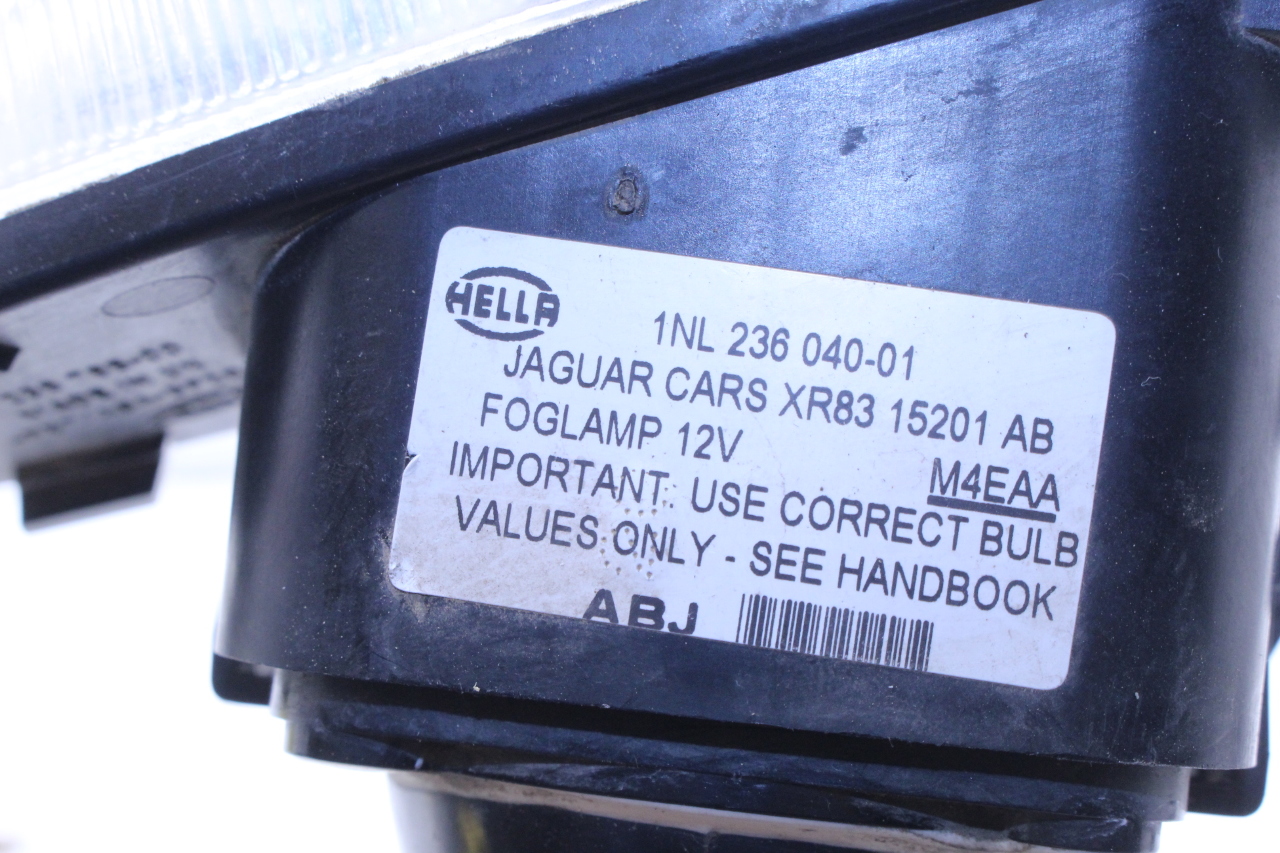 HELLA
1NL 236 040-01
JAGUAR CARS XR83 15201 AB
FOGLAMP 12V
M4EAA
IMPORTANT: USE CORRECT BULB
VALUES ONLY - SEE HANDBOOK
ABJ